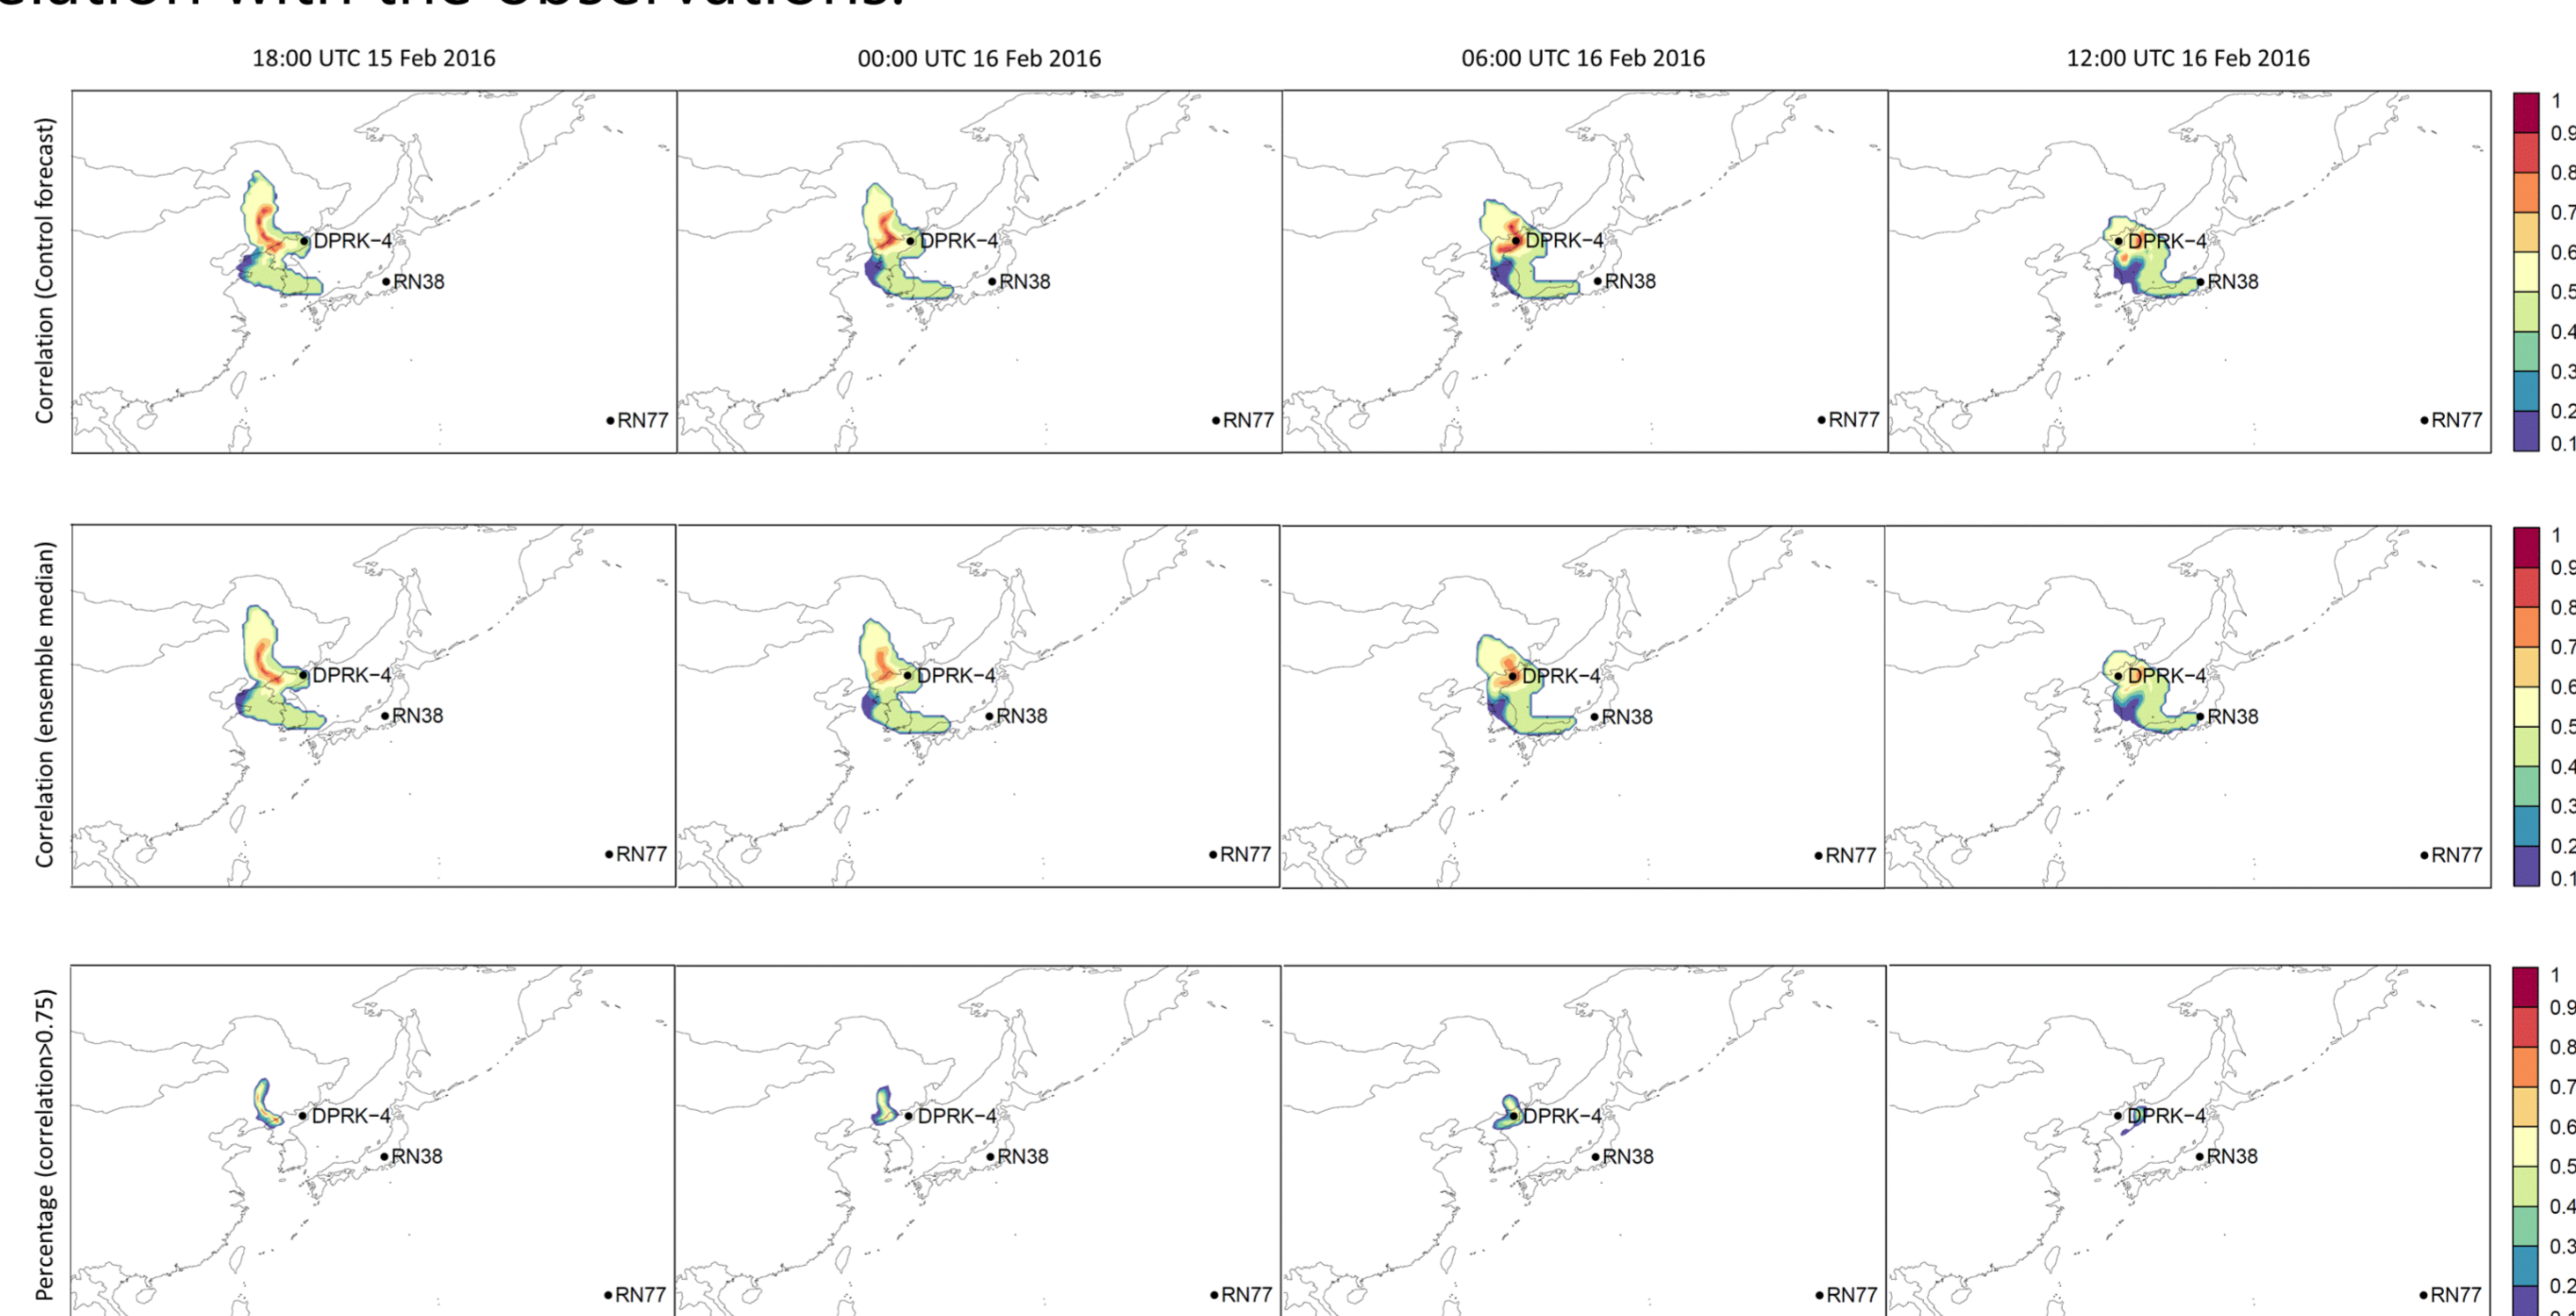 elation with the observations.
18:00 UTC 15 Feb 2016
00:00 UTC 16 Feb 2016
06:00 UTC 16 Feb 2016
12:00 UTC 16 Feb 2016
Correlation (Control forecast)
DPRK−4
RN38
RN77
DPRK−4
RN38
RN77
DPRK−4
RN38
RN77
DPRK−4
RN38
RN77
1
0.9
0.8
0.7
0.6
0.5
0.4
0.3
0.2
0.1
Correlation (ensemble median)
DPRK−4
RN38
RN77
DPRK−4
RN38
RN77
DPRK−4
RN38
RN77
DPRK−4
RN38
RN77
1
0.9
0.8
0.7
0.6
0.5
0.4
0.3
0.2
0.1
Percentage (correlation>0.75)
DPRK−4
RN38
RN77
DPRK−4
RN38
RN77
DPRK−4
RN38
RN77
DPRK−4
RN38
RN77
1
0.9
0.8
0.7
0.6
0.5
0.4
0.3
0.2
0.1